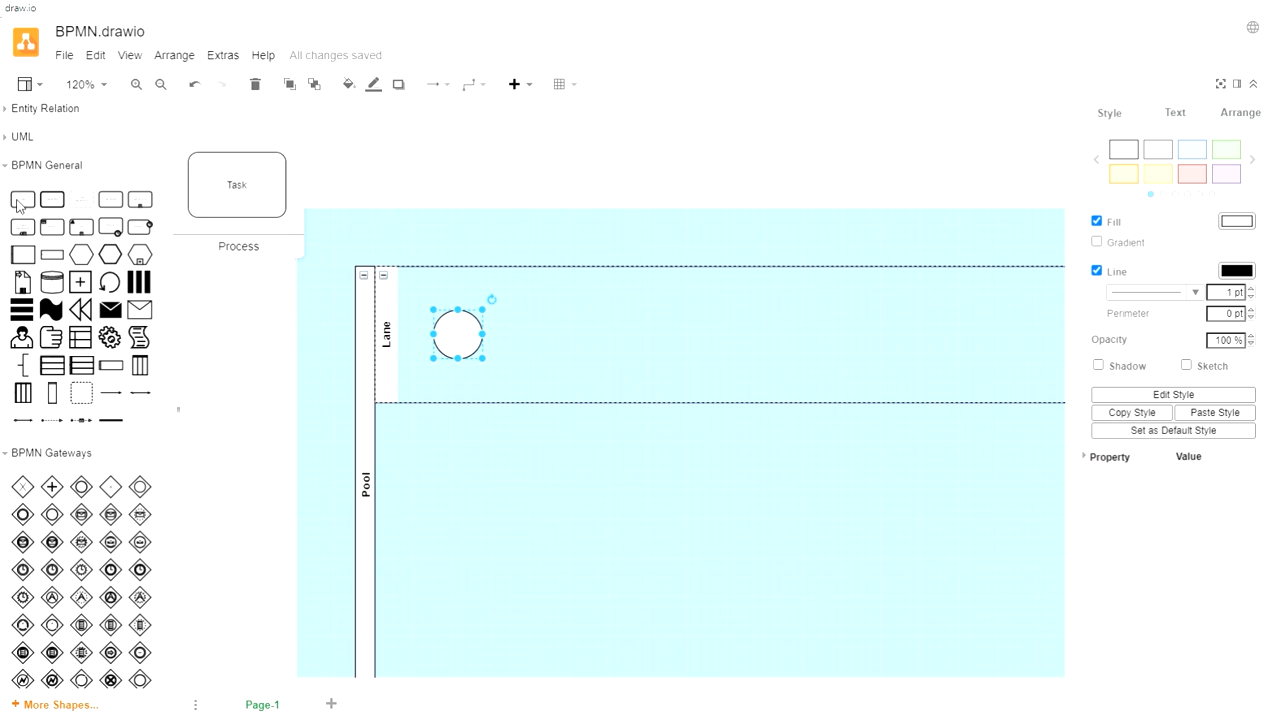 draw.io
BPMN.drawio
File Edit View Arrange Extras Help All changes saved
120%
Entity Relation
UML
BPMN General
Task
Process
Lane
Pool
BPMN Gateways
+ More Shapes...
Page-1
Style Text Arrange
Fill
Gradient
Line
1 pt
Perimeter 0 pt
Opacity 100 %
Shadow Sketch
Edit Style
Copy Style Paste Style
Set as Default Style
Property Value